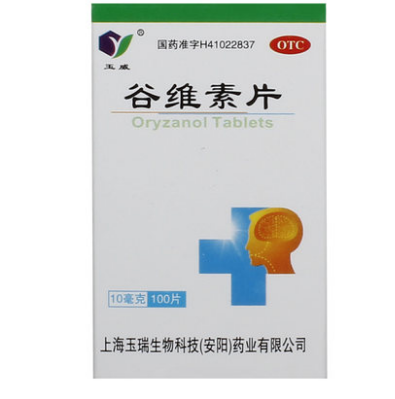 ®
国药准字H41022837
OTC
玉威
谷维素片
Oryzanol Tablets
10毫克 100片
上海玉瑞生物科技(安阳)药业有限公司